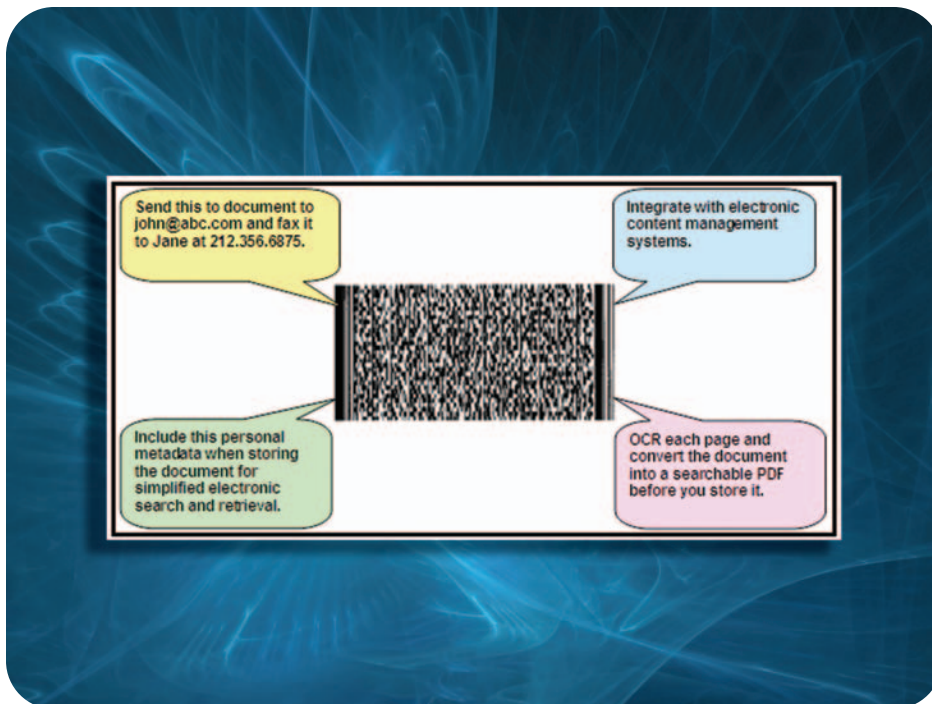 Send this to document to
john@abc.com and fax it
to Jane at 212.356.6875.
Integrate with electronic
content management
systems.
Include this personal
metadata when storing
the document for
simplified electronic
search and retrieval.
OCR each page and
convert the document
into a searchable PDF
before you store it.